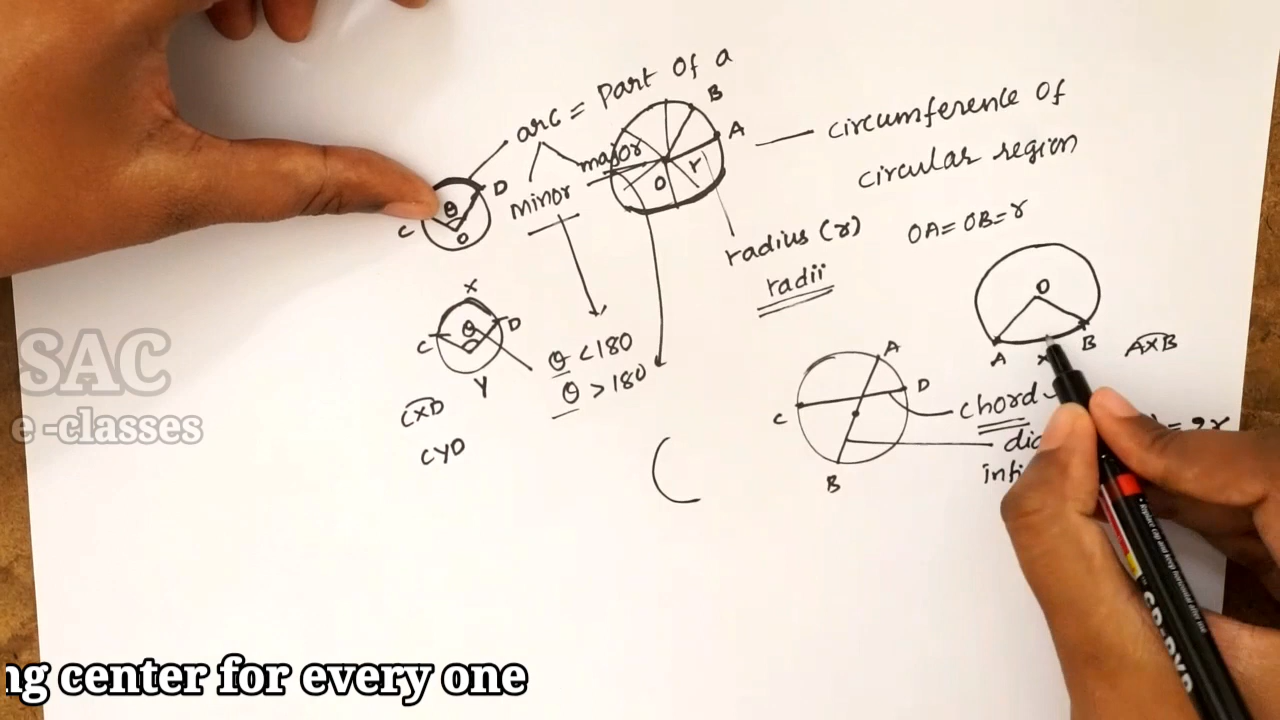 arc = Part of a
B
A
circumference of
circular region
major
minor
D
θ
C
O
O
r
radius (r)
radii
OA = OB = r
X
C
θ
D
Y
θ < 180
θ > 180
CXD
CYD
A
D
C
B
chord
O
A
X
B
AXB
= 2r
SAC
e -classes
center for every one